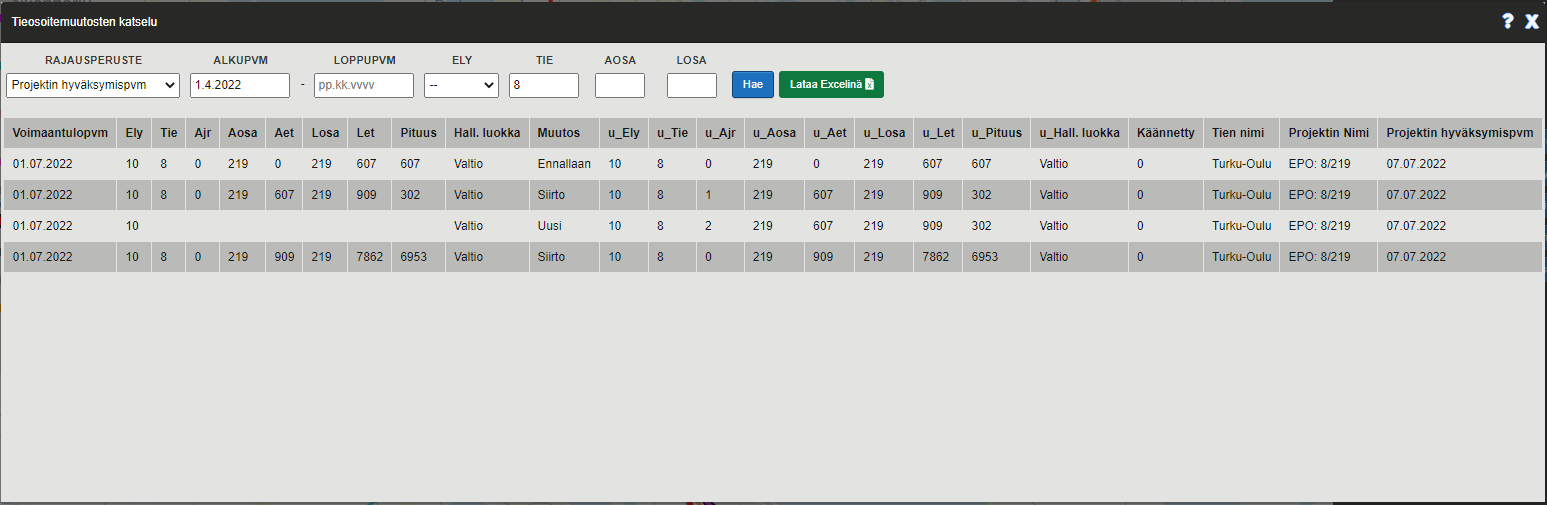 Tieosoitemuutosten katselu ? X
RAJAUSPERUSTE ALKUPVM LOPPUPVM ELY TIE AOSA LOSA
Projektin hyväksymispvm 1.4.2022 - pp.kk.vvvv -- 8 Hae Lataa Excelinä
Voimaantulopvm Ely Tie Ajr Aosa Aet Losa Let Pituus Hall. luokka Muutos u_Ely u_Tie u_Ajr u_Aosa u_Aet u_Losa u_Let u_Pituus u_Hall. luokka Käännetty Tien nimi Projektin Nimi Projektin hyväksymispvm
01.07.2022 10 8 0 219 0 219 607 607 Valtio Ennallaan 10 8 0 219 0 219 607 607 Valtio 0 Turku-Oulu EPO: 8/219 07.07.2022
01.07.2022 10 8 0 219 607 219 909 302 Valtio Siirto 10 8 1 219 607 219 909 302 Valtio 0 Turku-Oulu EPO: 8/219 07.07.2022
01.07.2022 10 Valtio Uusi 10 8 2 219 607 219 909 302 Valtio 0 Turku-Oulu EPO: 8/219 07.07.2022
01.07.2022 10 8 0 219 909 219 7862 6953 Valtio Siirto 10 8 0 219 909 219 7862 6953 Valtio 0 Turku-Oulu EPO: 8/219 07.07.2022